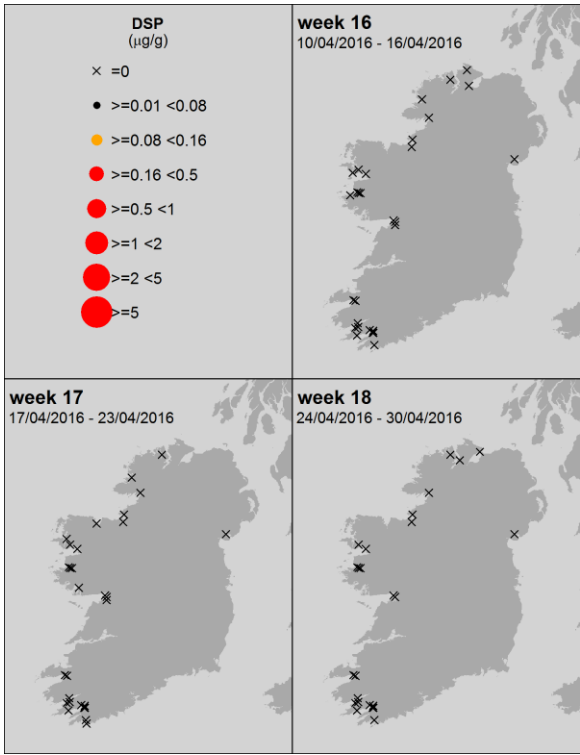 DSP
(µg/g)
=0
>=0.01 <0.08
>=0.08 <0.16
>=0.16 <0.5
>=0.5 <1
>=1 <2
>=2 <5
>=5
week 16
10/04/2016 - 16/04/2016
week 17
17/04/2016 - 23/04/2016
week 18
24/04/2016 - 30/04/2016